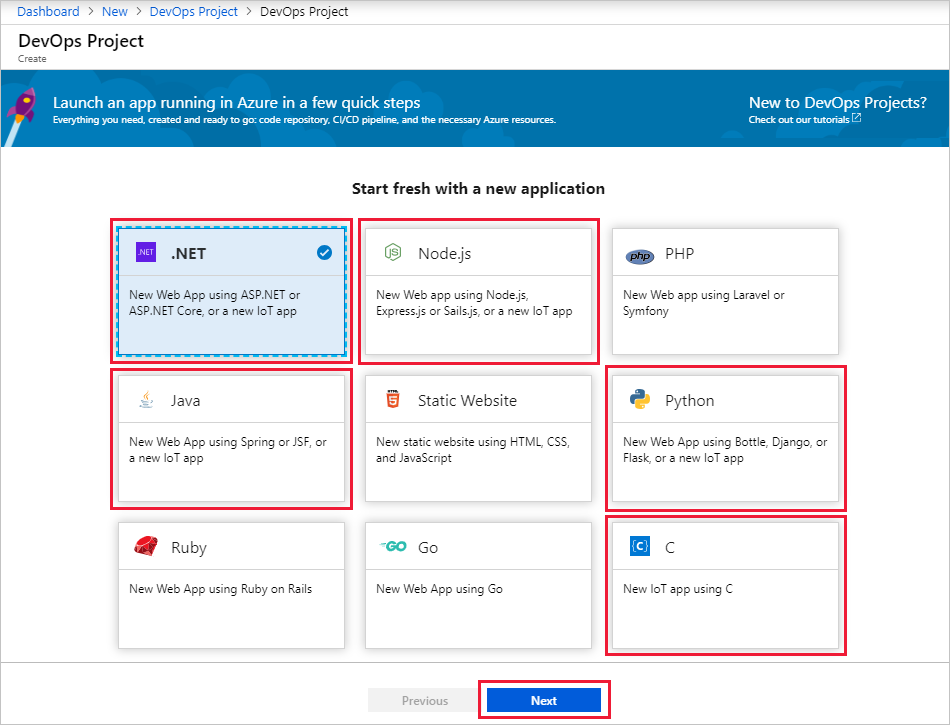 Dashboard > New > DevOps Project > DevOps Project
DevOps Project
Create
Launch an app running in Azure in a few quick steps
Everything you need, created and ready to go: code repository, CI/CD pipeline, and the necessary Azure resources.
New to DevOps Projects?
Check out our tutorials
Start fresh with a new application
.NET
.NET
New Web App using ASP.NET or
ASP.NET Core, or a new IoT app
JS
Node.js
New Web app using Node.js,
Express.js or Sails.js, or a new IoT app
php
PHP
New Web app using Laravel or
Symfony
Java
New Web App using Spring or JSF, or
a new IoT app
5
Static Website
New static website using HTML, CSS,
and JavaScript
Python
New Web App using Bottle, Django, or
Flask, or a new IoT app
Ruby
New Web App using Ruby on Rails
GO
Go
New Web App using Go
{C}
C
New IoT app using C
Previous
Next